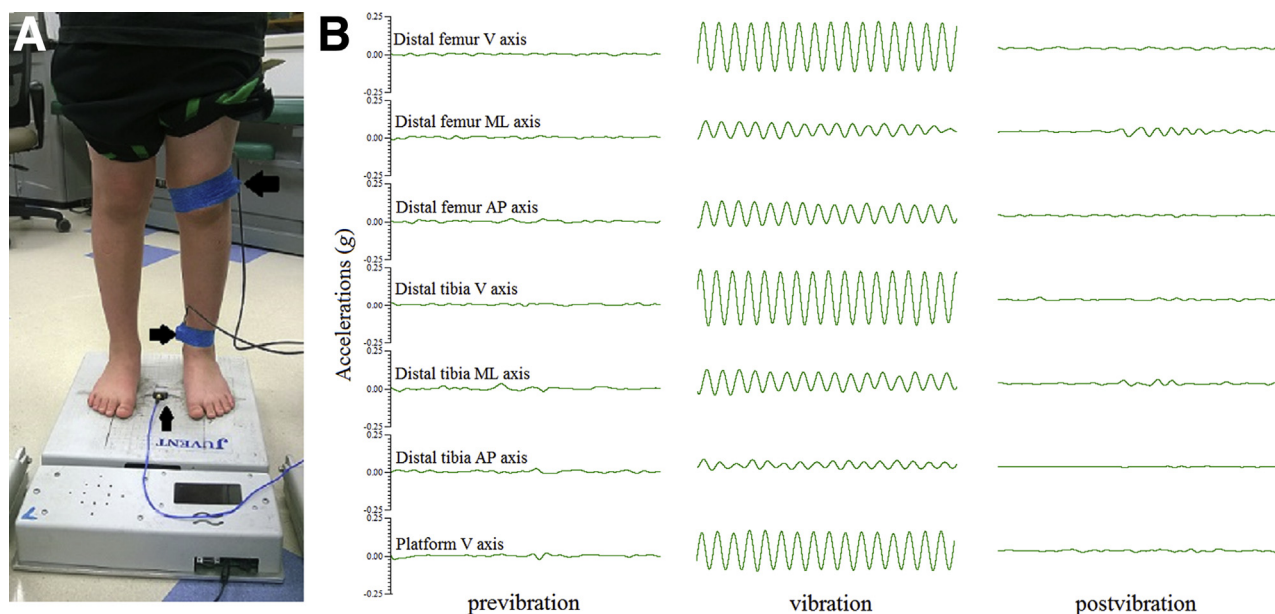 A
JUVENT
B
Accelerations (g)
0.25
Distal femur V axis
0.00
-0.25
0.25
Distal femur ML axis
0.00
-0.25
0.25
Distal femur AP axis
0.00
-0.25
0.25
Distal tibia V axis
0.00
-0.25
0.25
Distal tibia ML axis
0.00
-0.25
0.25
Distal tibia AP axis
0.00
-0.25
0.25
Platform V axis
0.00
-0.25
previbration
vibration
postvibration